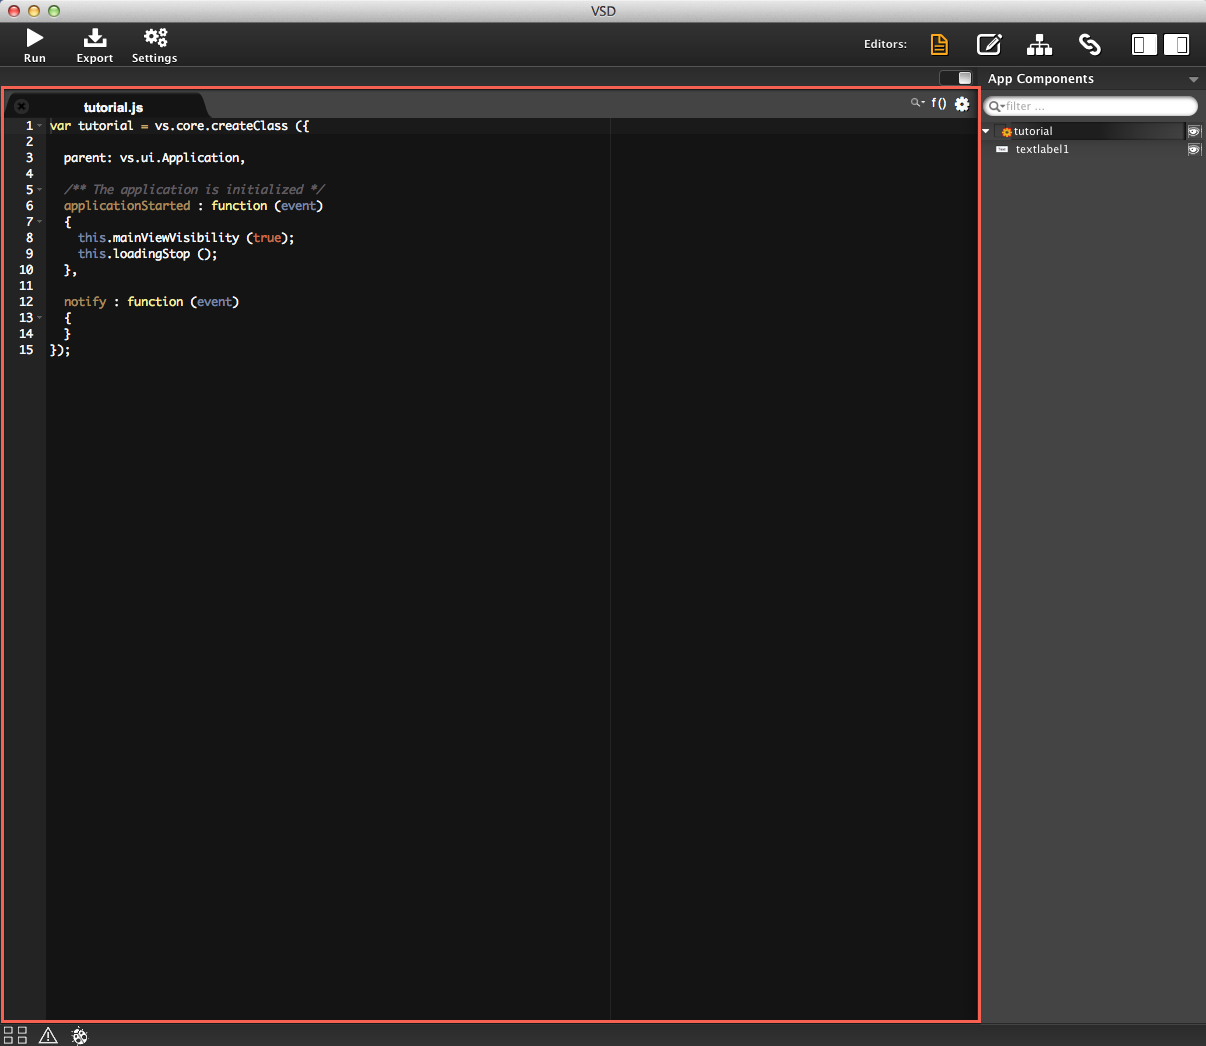 VSD
Run
Export
Settings
Editors:
App Components
tutorial.js
f()
filter ...
1 var tutorial = vs.core.createClass ({
2
3 parent: vs.ui.Application,
4
5 /** The application is initialized */
6 applicationStarted : function (event)
7 {
8 this.mainViewVisibility (true);
9 this.loadingStop ();
10 },
11
12 notify : function (event)
13 {
14 }
15 });
tutorial
textlabel1